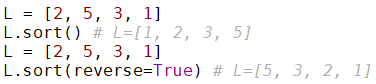 L = [2, 5, 3, 1]
L.sort() # L=[1, 2, 3, 5]
L = [2, 5, 3, 1]
L.sort(reverse=True) # L=[5, 3, 2, 1]